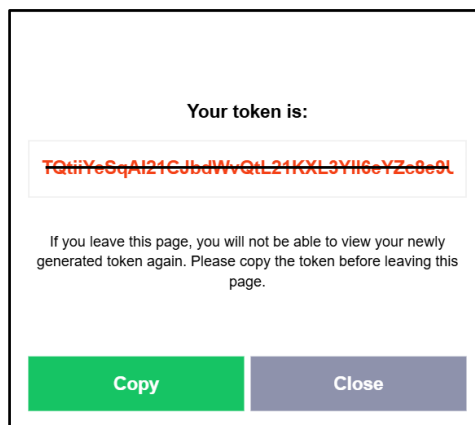 Your token is:
If you leave this page, you will not be able to view your newly
generated token again. Please copy the token before leaving this
page.
Copy
Close